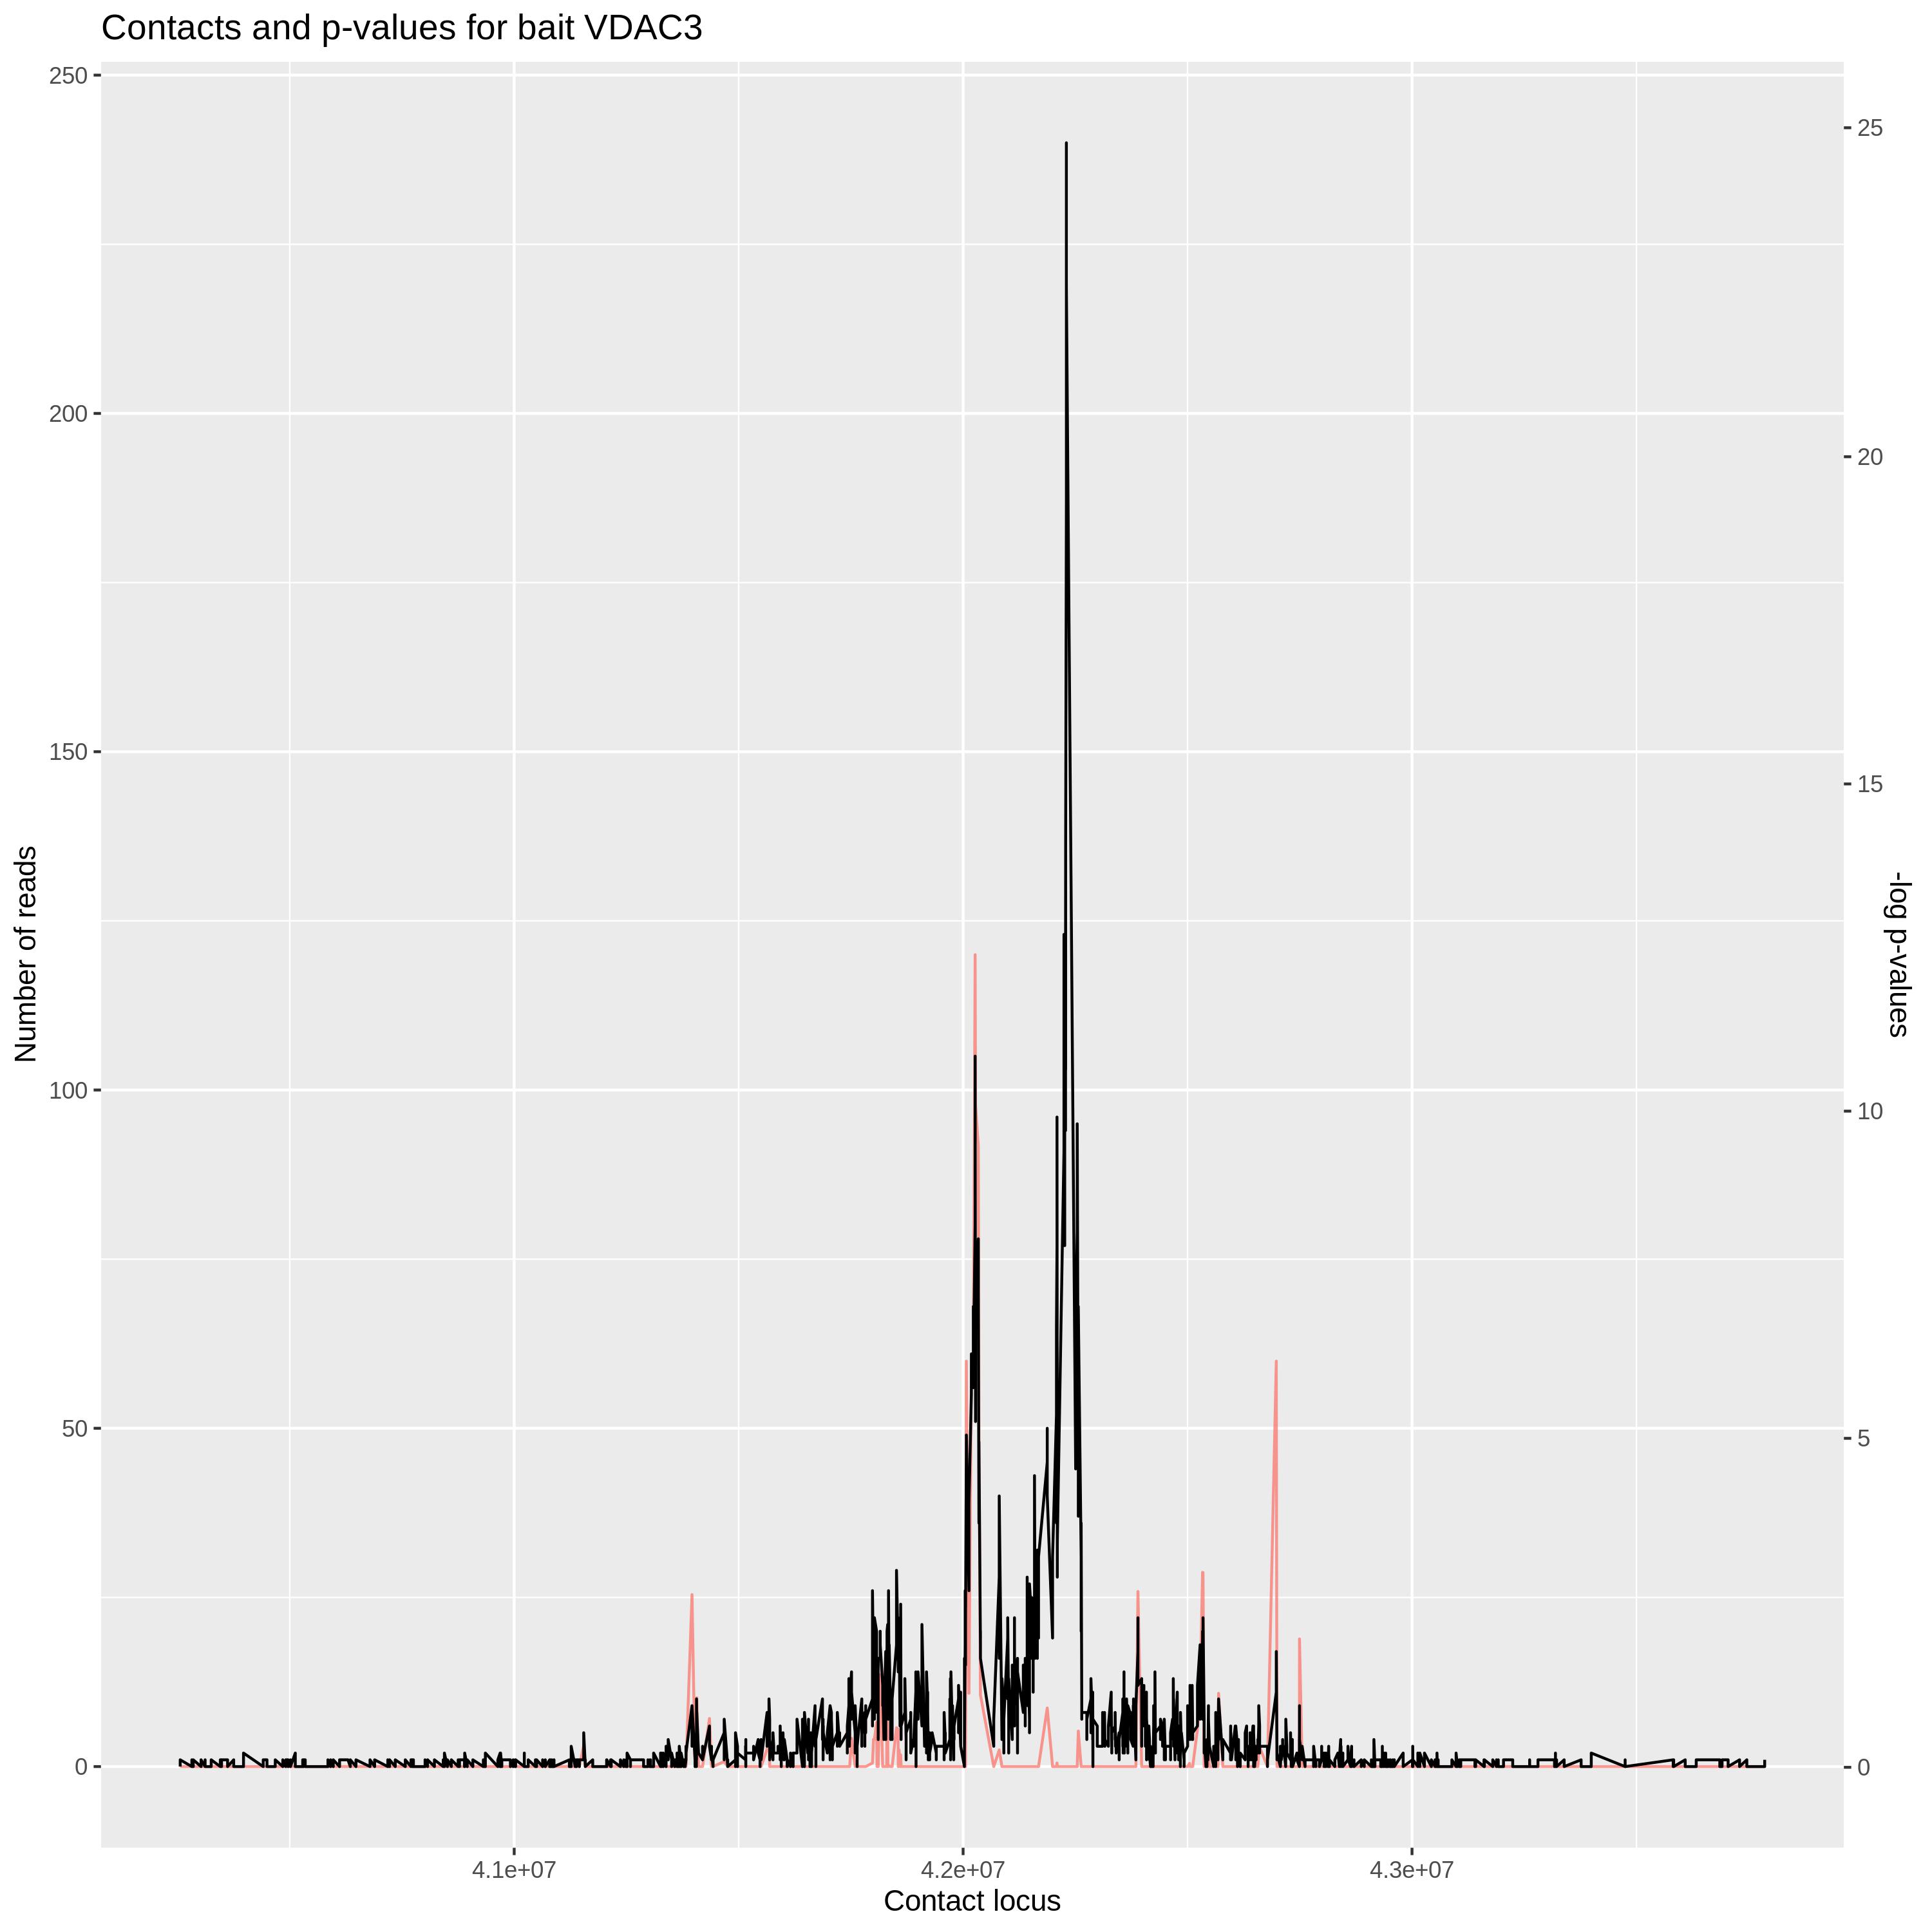 Contacts and p-values for bait VDAC3
250
200
150
100
50
0
Number of reads
25
20
15
10
5
0
-log p-values
4.1e+07 4.2e+07 4.3e+07
Contact locus